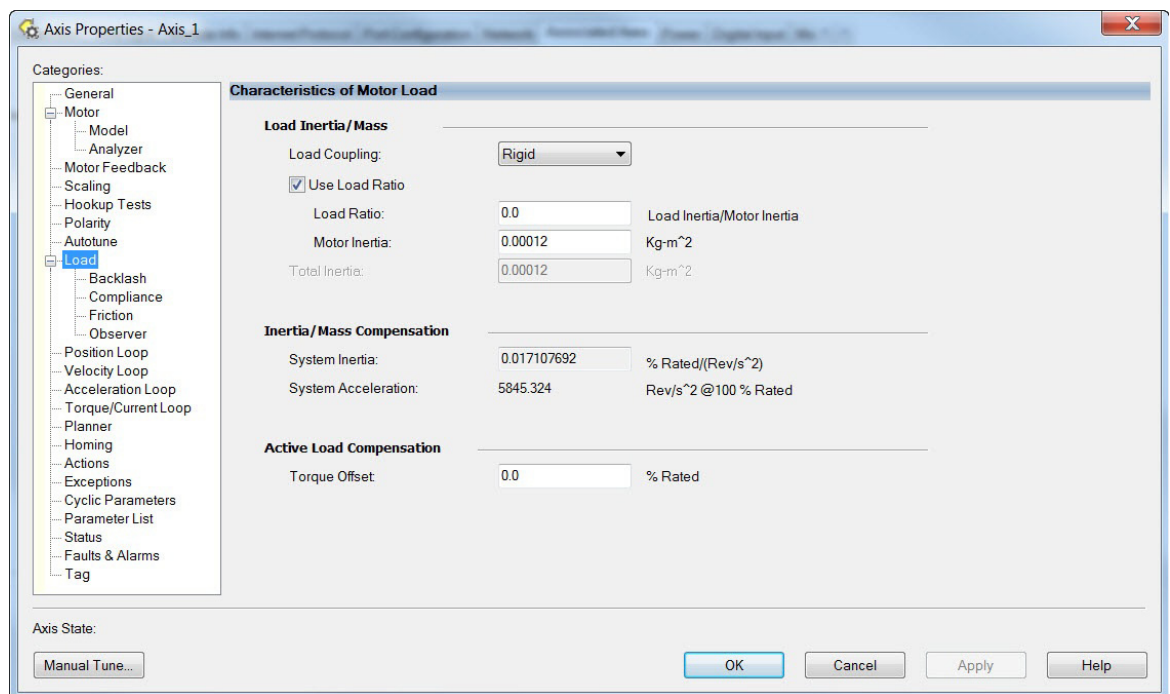 Axis Properties - Axis_1
Categories:
General
Motor
Model
Analyzer
Motor Feedback
Scaling
Hookup Tests
Polarity
Autotune
Load
Backlash
Compliance
Friction
Observer
Position Loop
Velocity Loop
Acceleration Loop
Torque/Current Loop
Planner
Homing
Actions
Exceptions
Cyclic Parameters
Parameter List
Status
Faults & Alarms
Tag
Characteristics of Motor Load
Load Inertia/Mass
Load Coupling: Rigid
Use Load Ratio
Load Ratio: 0.0 Load Inertia/Motor Inertia
Motor Inertia: 0.00012 Kg-m^2
Total Inertia: 0.00012 Kg-m^2
Inertia/Mass Compensation
System Inertia: 0.017107692 % Rated/(Rev/s^2)
System Acceleration: 5845.324 Rev/s^2 @100 % Rated
Active Load Compensation
Torque Offset: 0.0 % Rated
Axis State:
Manual Tune... OK Cancel Apply Help